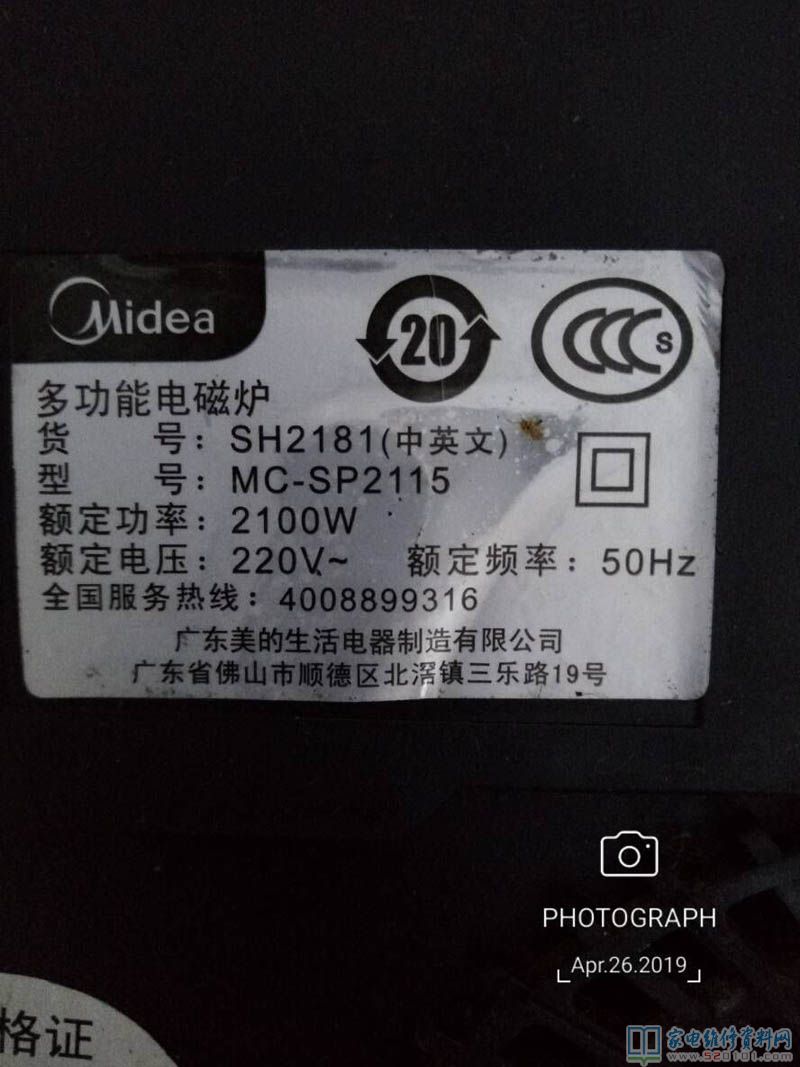 Midea
20
CCC S
多功能电磁炉
货 号：SH2181(中英文)
型 号：MC-SP2115
额定功率：2100W
额定电压：220V~ 额定频率：50Hz
全国服务热线：4008899316
广东美的生活电器制造有限公司
广东省佛山市顺德区北滘镇三乐路19号
PHOTOGRAPH
Apr.26.2019
格证
家电维修资料网
www.520101.com